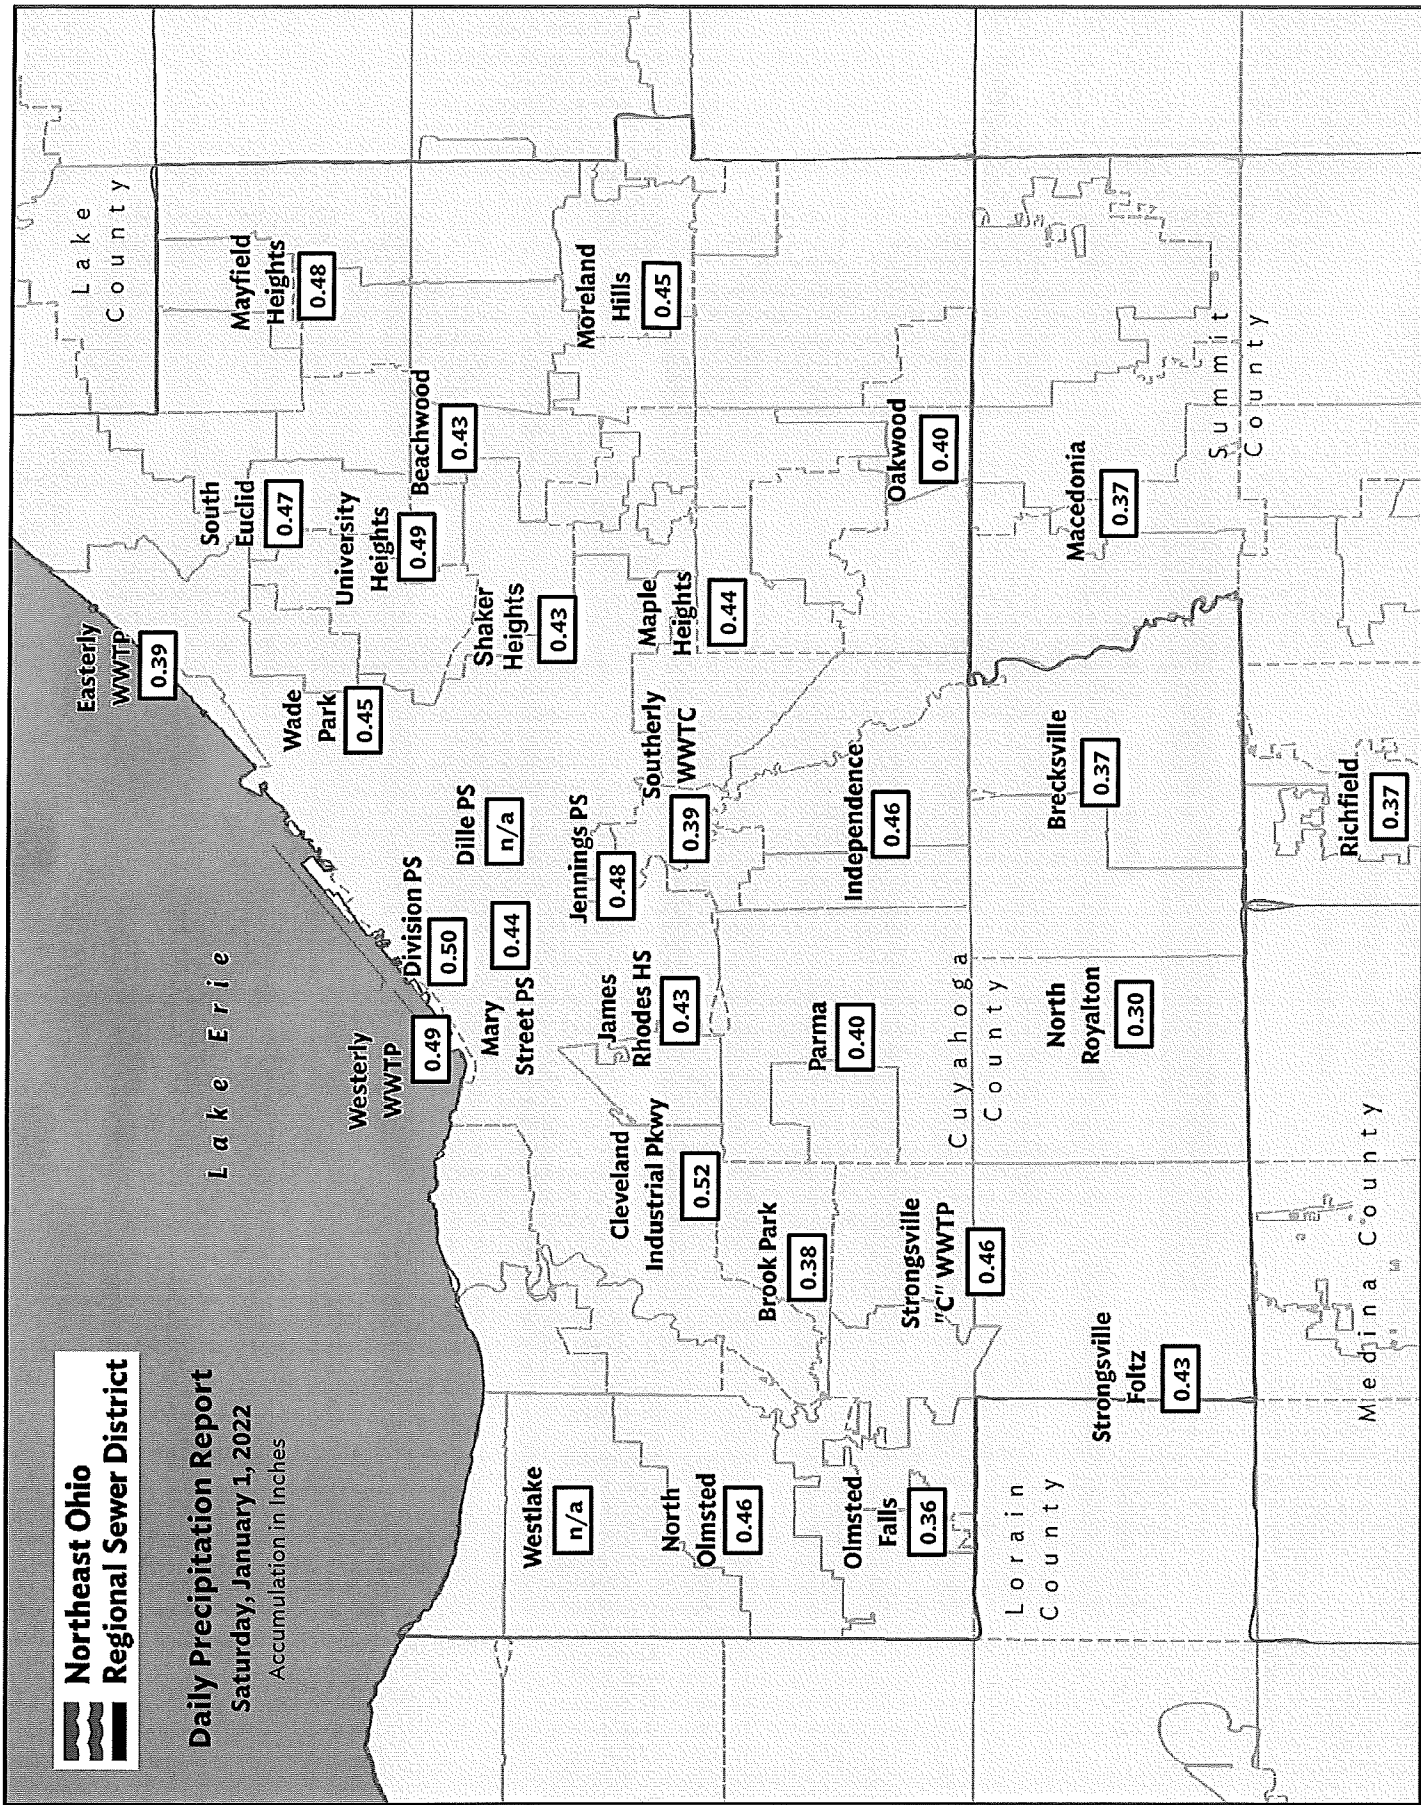 Northeast Ohio
Regional Sewer District
Daily Precipitation Report
Saturday, January 1, 2022
Accumulation in Inches
Lake Erie
Lake
County
Easterly
WWTP
0.39
South
Euclid
0.47
Mayfield
Heights
0.48
Wade
Park
0.45
University
Heights
0.49
Beachwood
0.43
Westerly
WWTP
0.49
Division PS
0.50
Dille PS
n/a
Mary
Street PS
0.44
Shaker
Heights
0.43
Moreland
Hills
0.45
Westlake
n/a
Jennings PS
0.48
Cleveland
Industrial Pkwy
0.52
James
Rhodes HS
0.43
Southerly
WWTC
0.39
Maple
Heights
0.44
North
Olmsted
0.46
Brook Park
0.38
Parma
0.40
Independence
0.46
Oakwood
0.40
Olmsted
Falls
0.36
Strongsville
"C" WWTP
0.46
Cuyahoga
County
Lorain
County
North
Royalton
0.30
Brecksville
0.37
Macedonia
0.37
Strongsville
Foltz
0.43
Summit
County
Richfield
0.37
Medina County